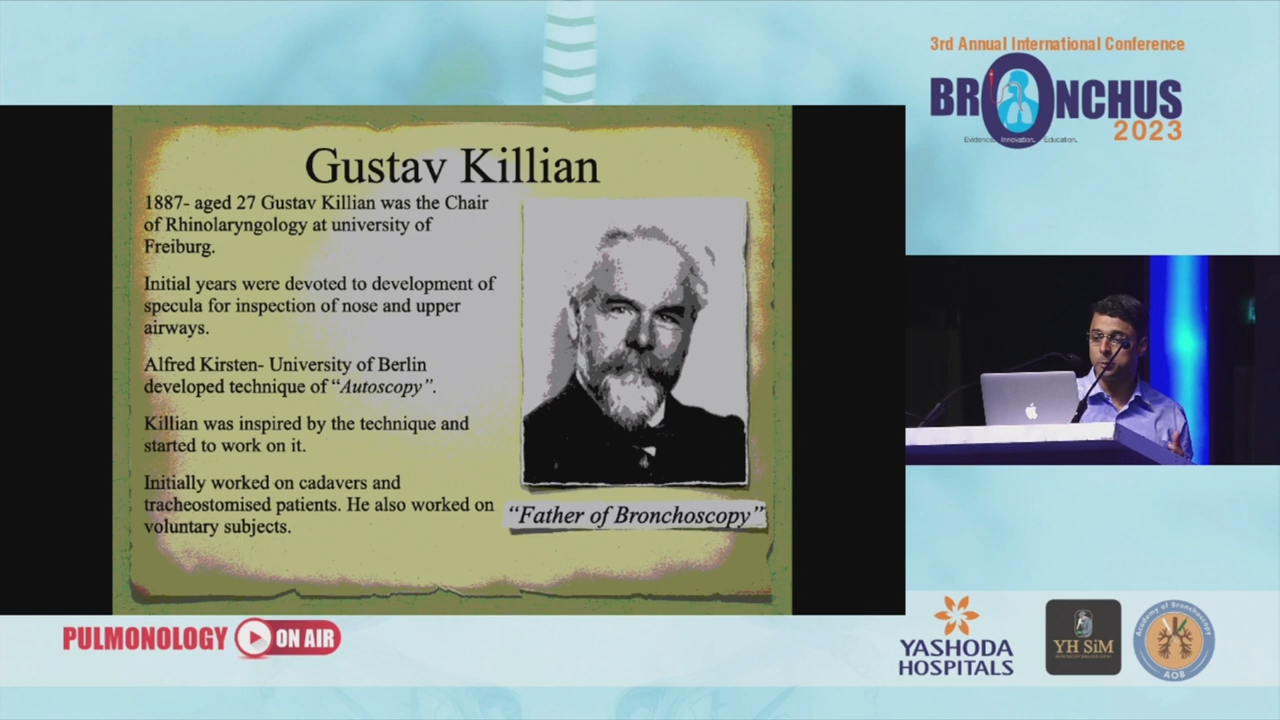 3rd Annual International Conference
BRONCHUS
2023
Evidence. Innovation. Education.
Gustav Killian
1887- aged 27 Gustav Killian was the Chair
of Rhinolaryngology at university of
Freiburg.
Initial years were devoted to development of
specula for inspection of nose and upper
airways.
Alfred Kirsten- University of Berlin
developed technique of “Autoscopy”.
Killian was inspired by the technique and
started to work on it.
Initially worked on cadavers and
tracheostomised patients. He also worked on
voluntary subjects.
“Father of Bronchoscopy”
PULMONOLOGY ON AIR
YASHODA
HOSPITALS
YH SiM
Academy of Bronchoscopy
AOB